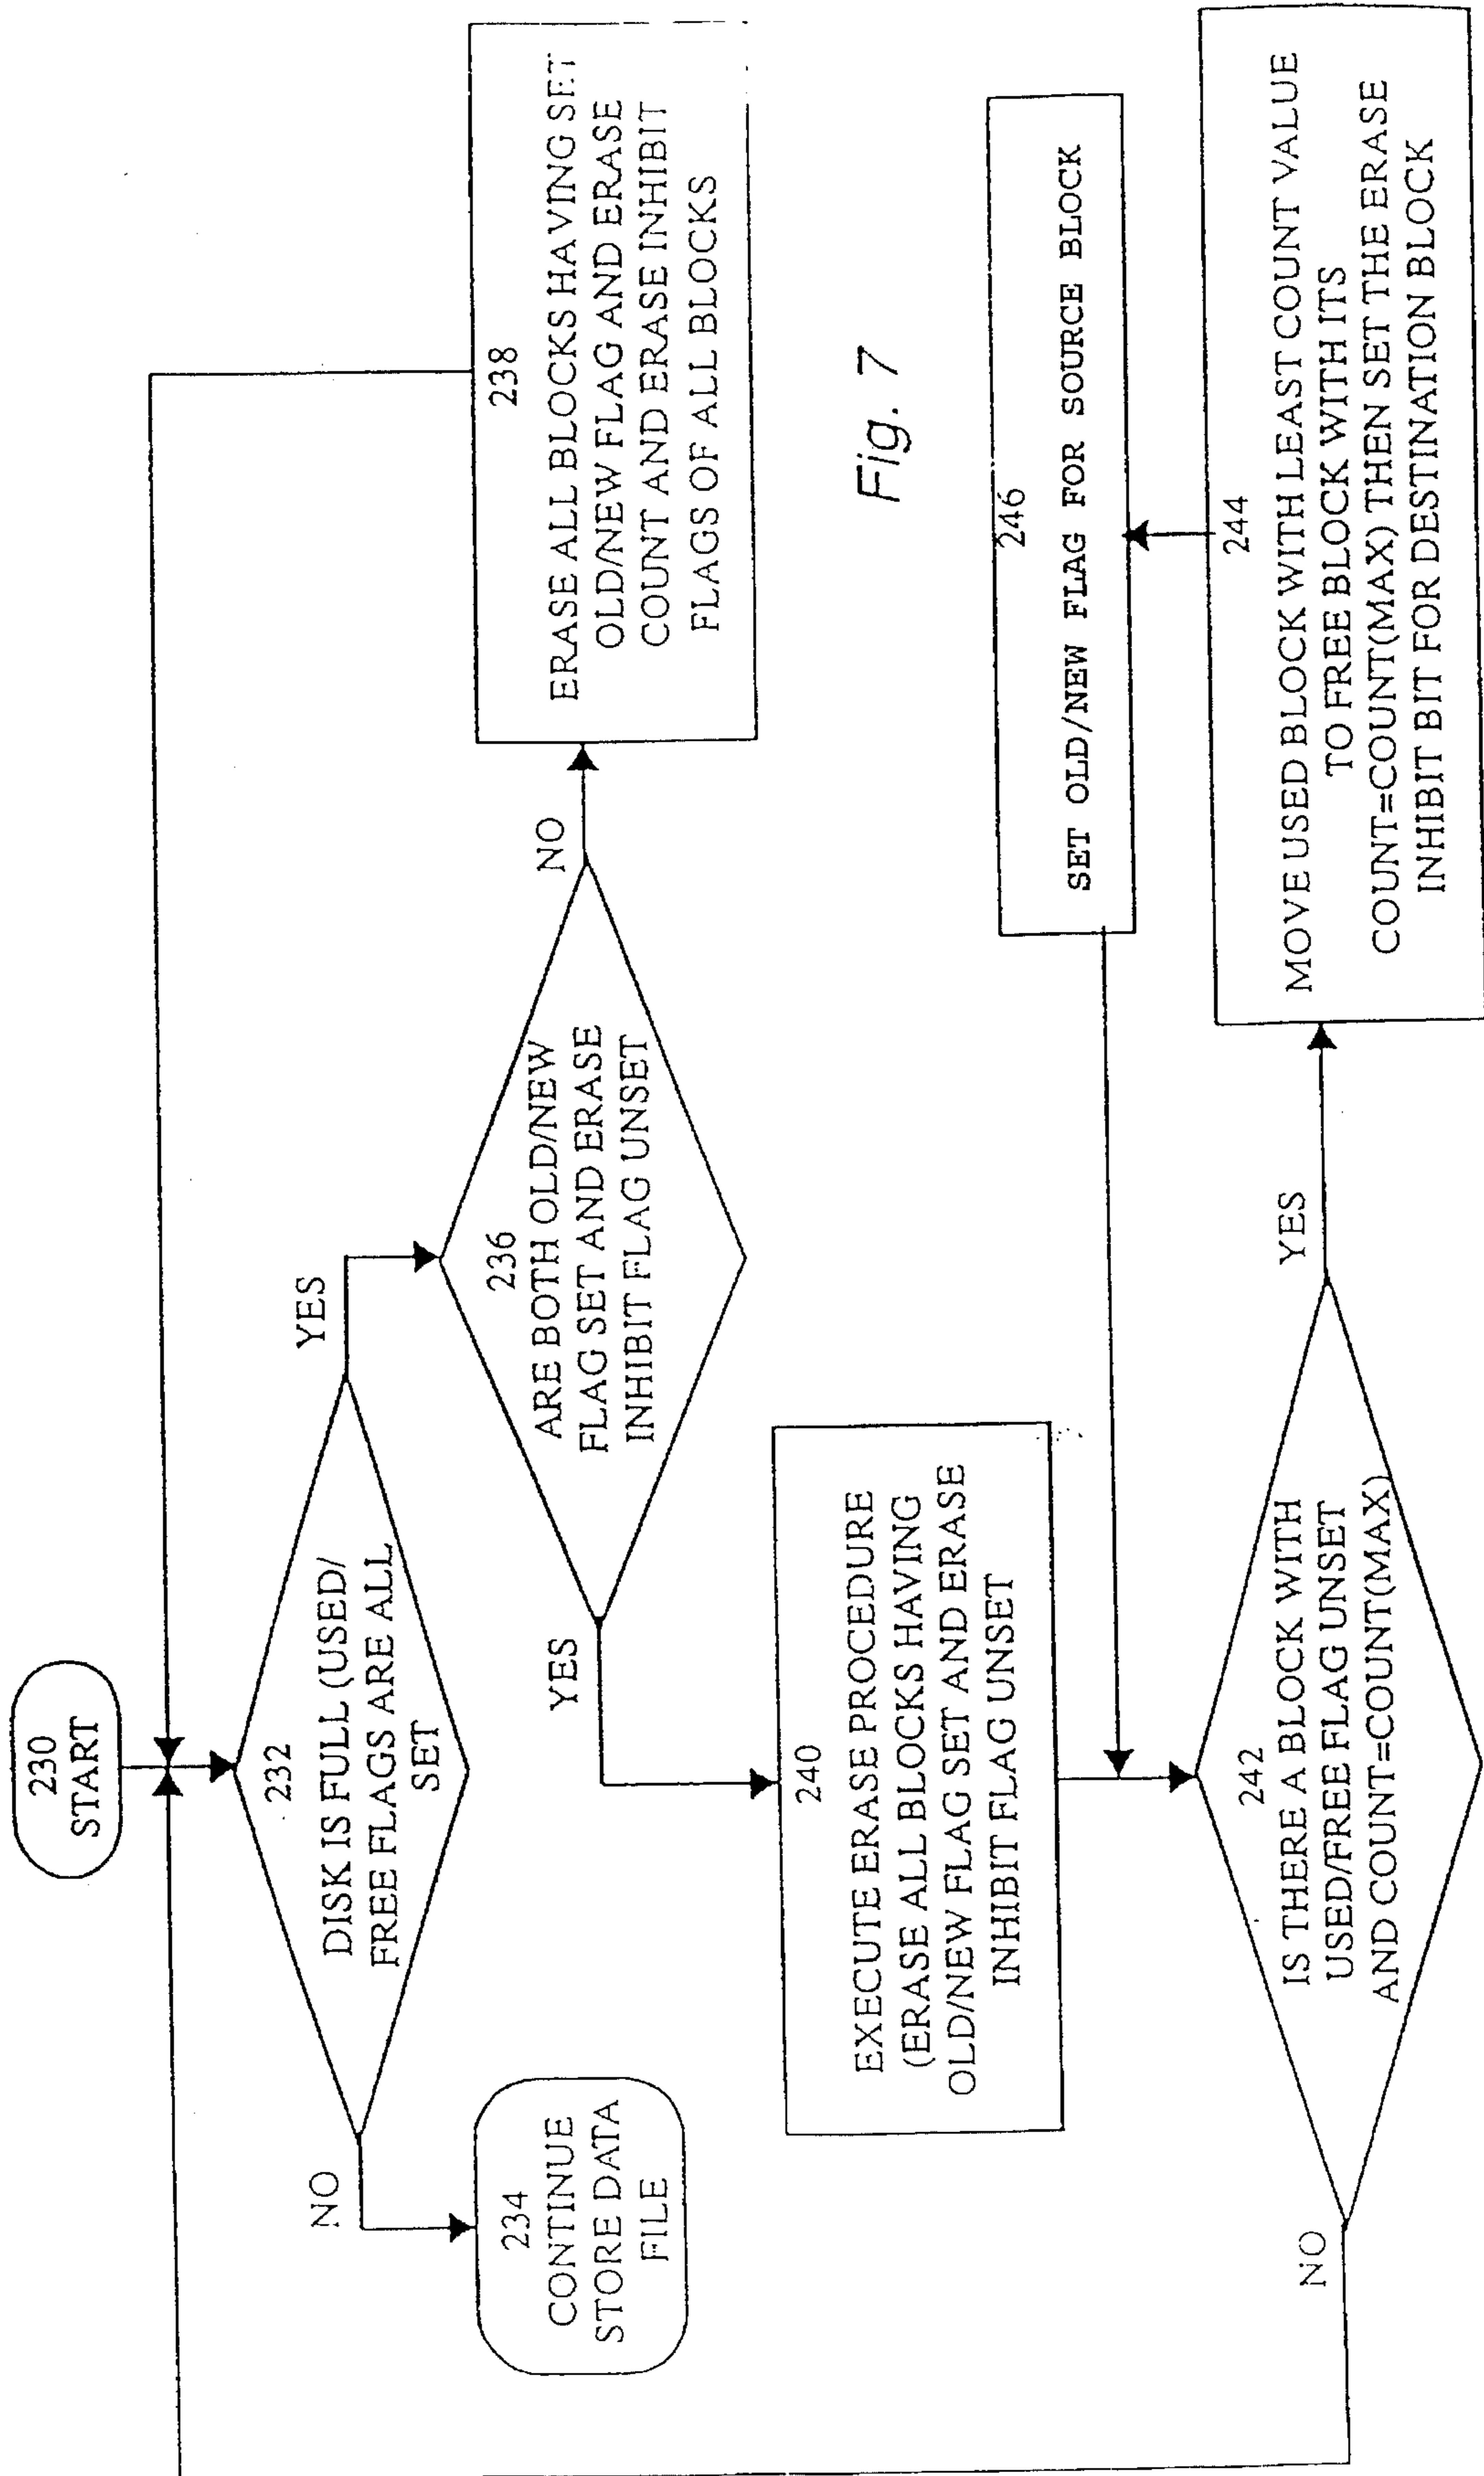 230
START
232
DISK IS FULL (USED/
FREE FLAGS ARE ALL
SET
NO
YES
234
CONTINUE
STORE DATA
FILE
236
ARE BOTH OLD/NEW
FLAG SET AND ERASE
INHIBIT FLAG UNSET
YES
NO
238
ERASE ALL BLOCKS HAVING SET
OLD/NEW FLAG AND ERASE
COUNT AND ERASE INHIBIT
FLAGS OF ALL BLOCKS
240
EXECUTE ERASE PROCEDURE
(ERASE ALL BLOCKS HAVING
OLD/NEW FLAG SET AND ERASE
INHIBIT FLAG UNSET
Fig. 7
246
SET OLD/NEW FLAG FOR SOURCE BLOCK
242
IS THERE A BLOCK WITH
USED/FREE FLAG UNSET
AND COUNT=COUNT(MAX)
NO
YES
244
MOVE USED BLOCK WITH LEAST COUNT VALUE
TO FREE BLOCK WITH ITS
COUNT=COUNT(MAX) THEN SET THE ERASE
INHIBIT BIT FOR DESTINATION BLOCK